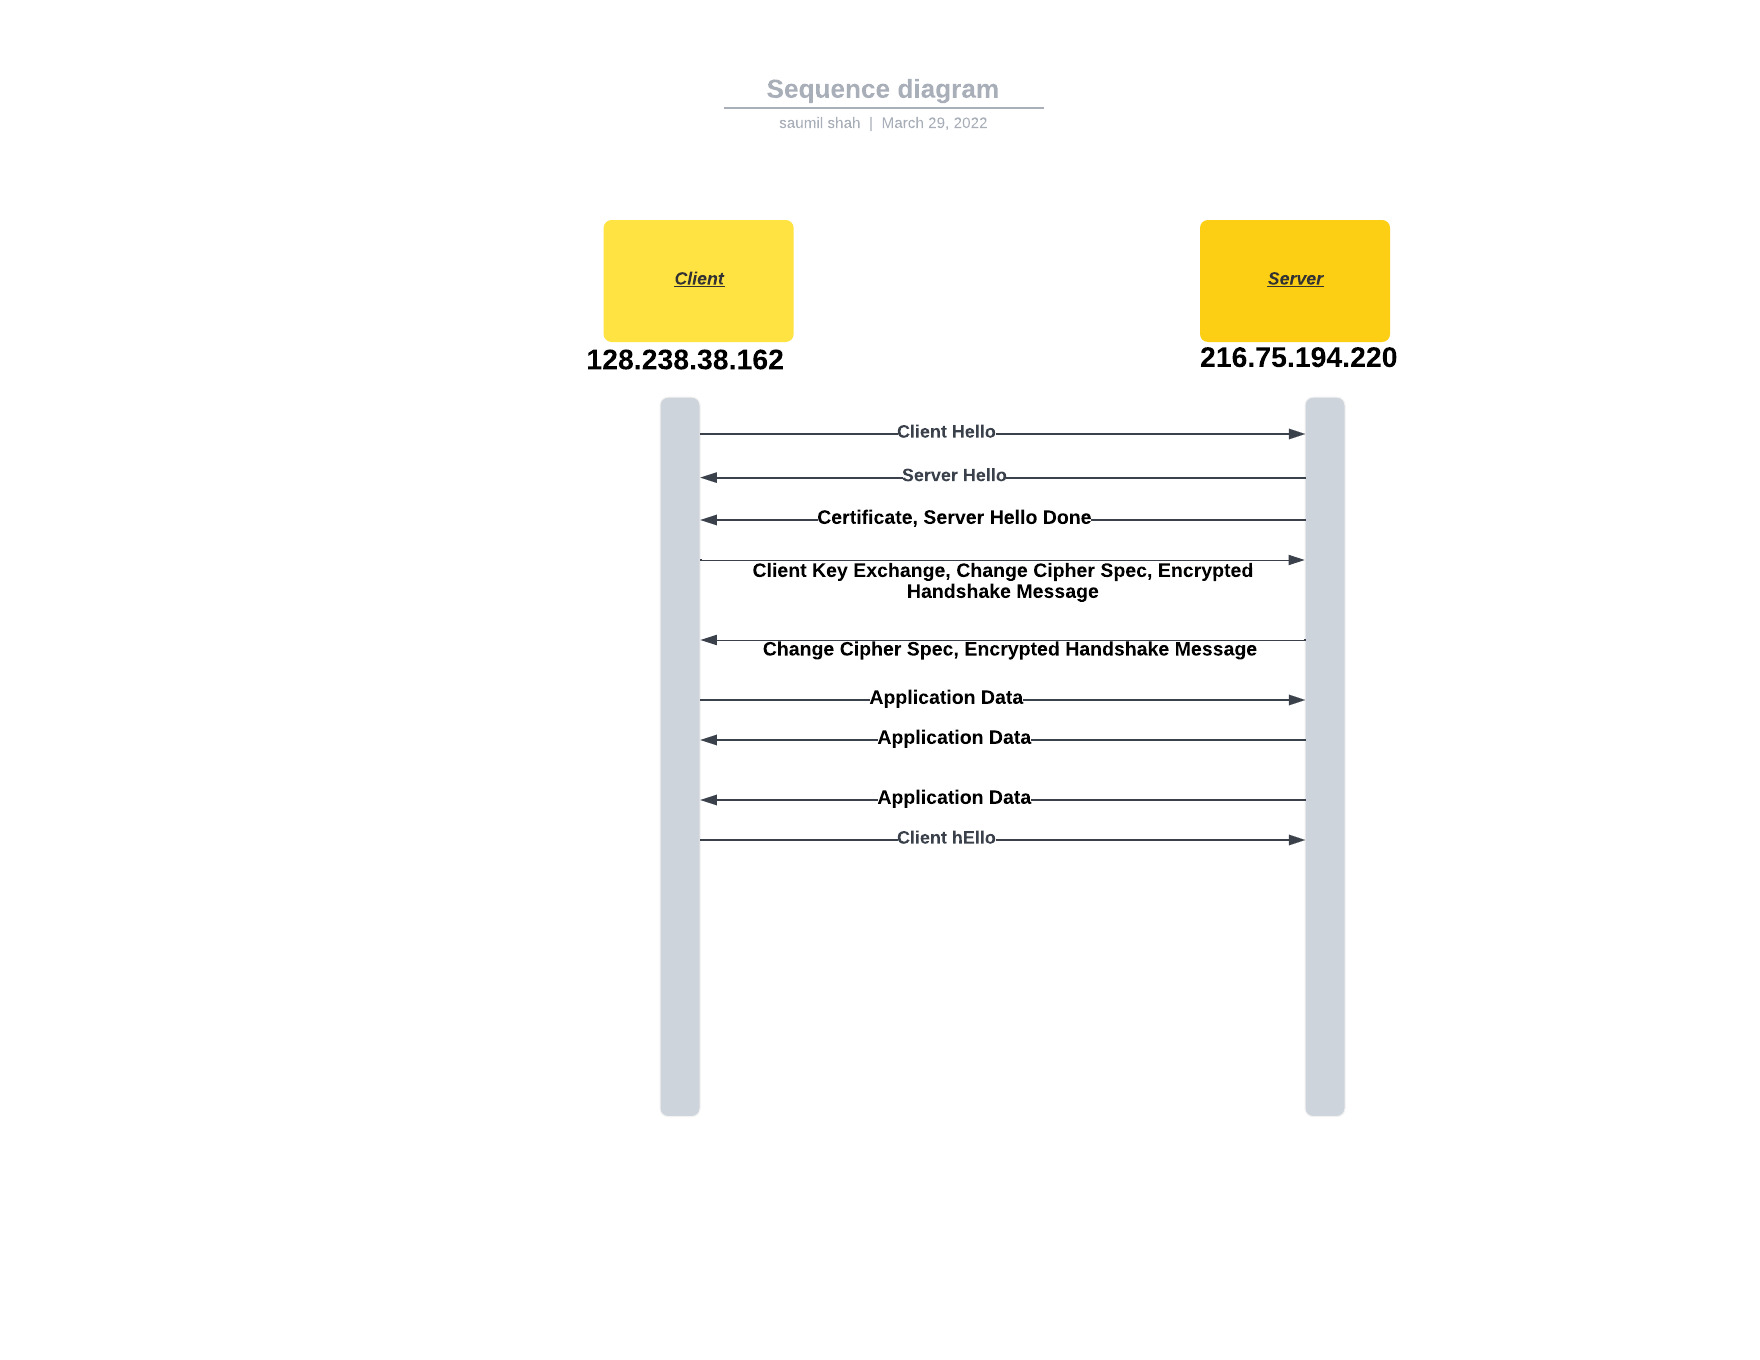 Sequence diagram
saumil shah | March 29, 2022
Client
Server
128.238.38.162
216.75.194.220
Client Hello
Server Hello
Certificate, Server Hello Done
Client Key Exchange, Change Cipher Spec, Encrypted
Handshake Message
Change Cipher Spec, Encrypted Handshake Message
Application Data
Application Data
Application Data
Client hEllo